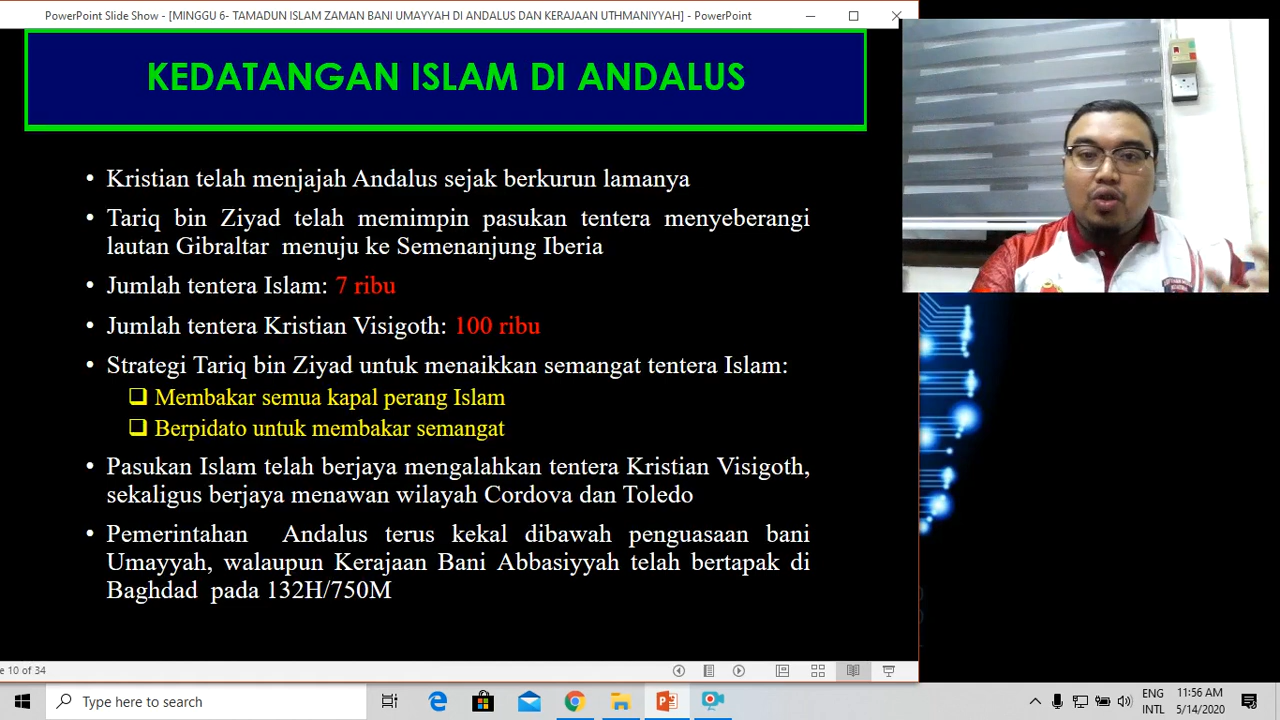 PowerPoint Slide Show - [MINGGU 6- TAMADUN ISLAM ZAMAN BANI UMAYYAH DI ANDALUS DAN KERAJAAN UTHMANIYYAH] - PowerPoint
KEDATANGAN ISLAM DI ANDALUS
• Kristian telah menjajah Andalus sejak berkurun lamanya
• Tariq bin Ziyad telah memimpin pasukan tentera menyeberangi
lautan Gibraltar menuju ke Semenanjung Iberia
• Jumlah tentera Islam: 7 ribu
• Jumlah tentera Kristian Visigoth: 100 ribu
• Strategi Tariq bin Ziyad untuk menaikkan semangat tentera Islam:
❑ Membakar semua kapal perang Islam
❑ Berpidato untuk membakar semangat
• Pasukan Islam telah berjaya mengalahkan tentera Kristian Visigoth,
sekaligus berjaya menawan wilayah Cordova dan Toledo
• Pemerintahan Andalus terus kekal dibawah penguasaan bani
Umayyah, walaupun Kerajaan Bani Abbasiyyah telah bertapak di
Baghdad pada 132H/750M
e 10 of 34
Type here to search
ENG
INTL
11:56 AM
5/14/2020